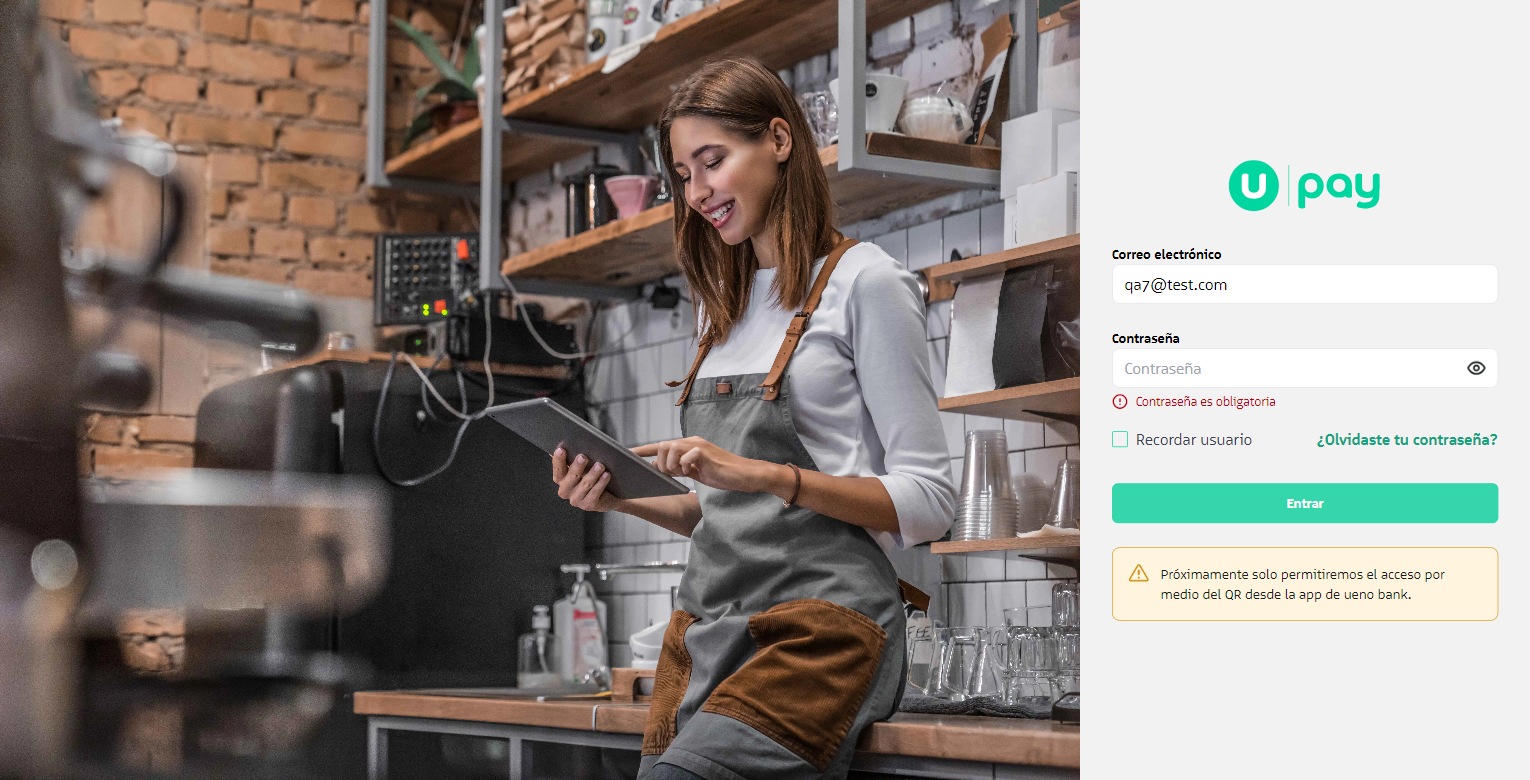 u pay
Correo electrónico
qa7@test.com
Contraseña
Contraseña
Contraseña es obligatoria
Recordar usuario
¿Olvidaste tu contraseña?
Entrar
Próximamente solo permitiremos el acceso por
medio del QR desde la app de ueno bank.